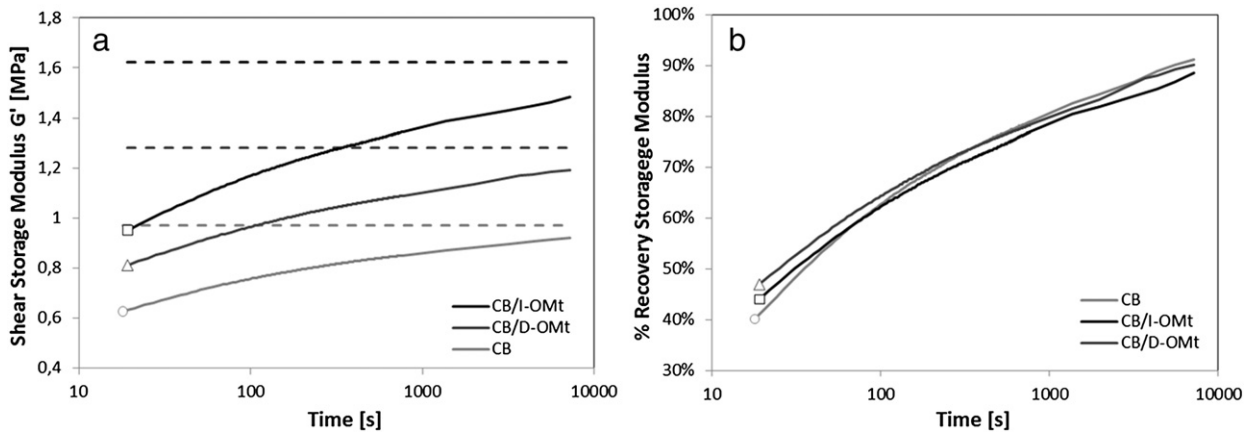 a
Shear Storage Modulus G' [MPa]
1,8
1,6
1,4
1,2
1
0,8
0,6
0,4
10
100
1000
10000
Time [s]
CB/I-OMt
CB/D-OMt
CB
b
% Recovery Storagege Modulus
100%
90%
80%
70%
60%
50%
40%
30%
10
100
1000
10000
Time [s]
CB
CB/I-OMt
CB/D-OMt